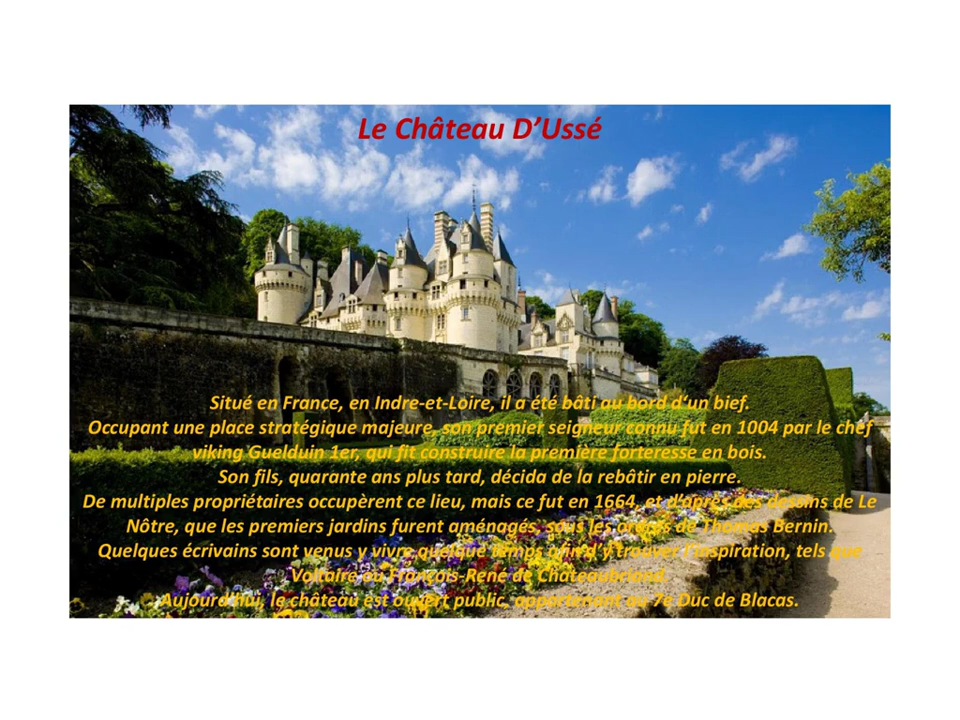 Le Château D’Ussé
Situé en France, en Indre-et-Loire, il a été bâti au bord d’un bief.
Occupant une place stratégique majeure, son premier seigneur connu fut en 1004 par le chef
viking Guelduin 1er, qui fit construire la première forteresse en bois.
Son fils, quarante ans plus tard, décida de la rebâtir en pierre.
De multiples propriétaires occupèrent ce lieu, mais ce fut en 1664, et d’après des dessins de Le
Nôtre, que les premiers jardins furent aménagés, sous les ordres de Thomas Bernin.
Quelques écrivains sont venus y vivre quelque temps afin d’y trouver l’inspiration, tels que
Voltaire ou François-René de Chateaubriand.
Aujourd’hui, le château est ouvert public, appartenant au 7e Duc de Blacas.